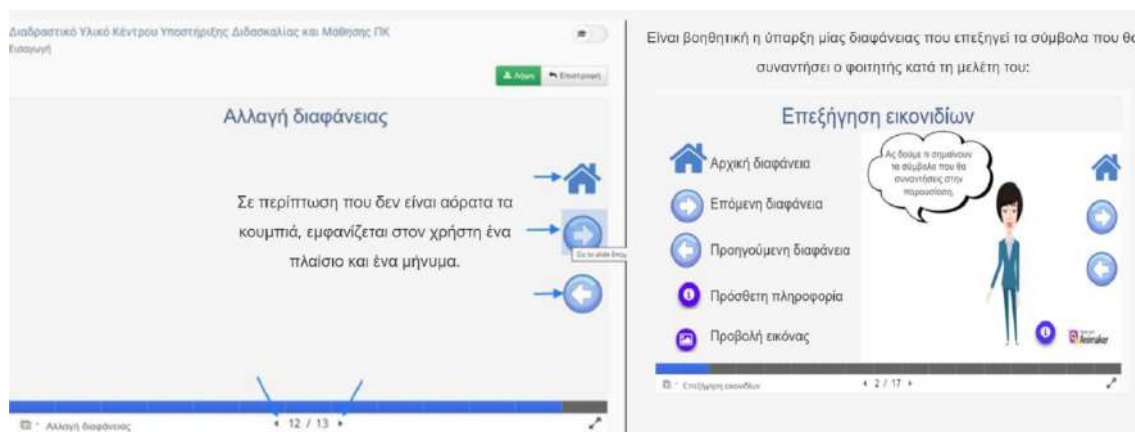 Διαδραστικό Υλικό Κέντρου Υποστήριξης Διδασκαλίας και Μάθησης ΠΚ
Εισαγωγή
Λήψη
Επιστροφή
Αλλαγή διαφάνειας
Σε περίπτωση που δεν είναι αόρατα τα
κουμπιά, εμφανίζεται στον χρήστη ένα
πλαίσιο και ένα μήνυμα.
Go to slide
Αλλαγή διαφάνειας
12 / 13
Είναι βοηθητική η ύπαρξη μίας διαφάνειας που επεξηγεί τα σύμβολα που θα
συναντήσει ο φοιτητής κατά τη μελέτη του:
Επεξήγηση εικονιδίων
Αρχική διαφάνεια
Επόμενη διαφάνεια
Προηγούμενη διαφάνεια
Πρόσθετη πληροφορία
Προβολή εικόνας
Ας δούμε τι σημαίνουν
τα σύμβολα που θα
συναντήσεις στην
παρουσίαση.
Animaker
Επεξήγηση εικονιδίων
2 / 17